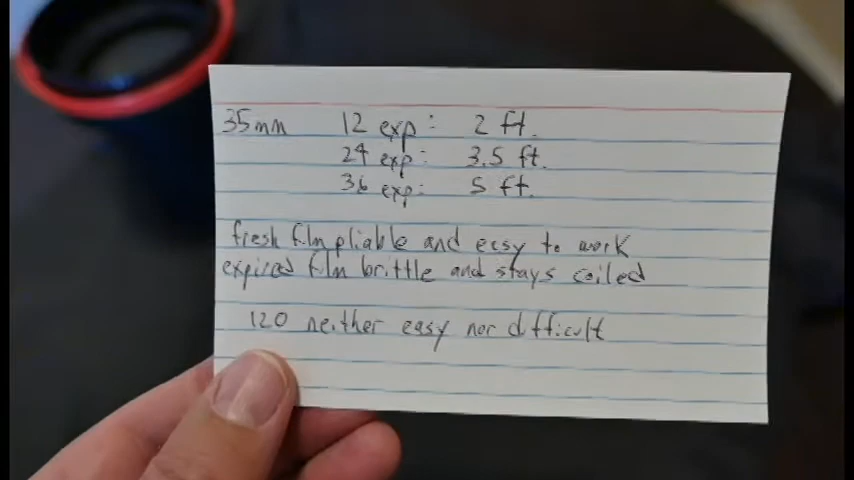 35mm 12 exp: 2 ft.
24 exp: 3.5 ft.
36 exp: 5 ft.
fresh film pliable and easy to work
expired film brittle and stays coiled
120 neither easy nor difficult